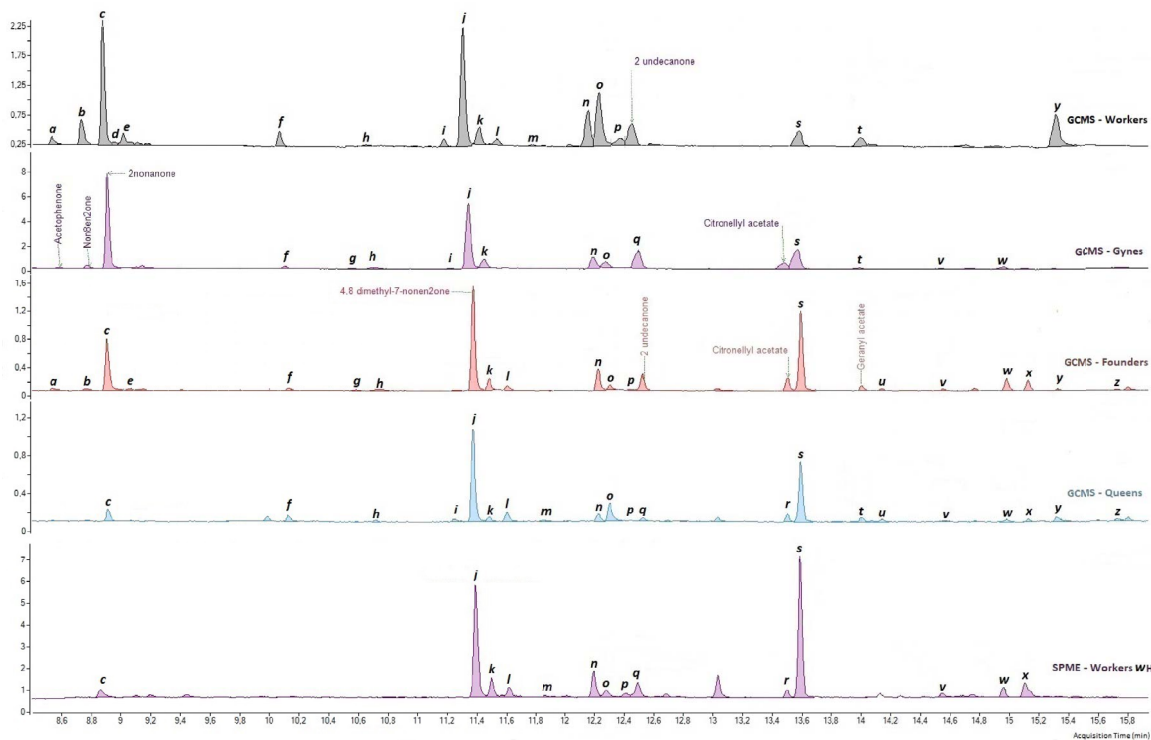 2,25
1,75
1,25
0,75
0,25
a
b
c
d
e
f
h
i
j
k
l
m
n
o
p
2 undecanone
s
t
y
GCMS - Workers
8
6
4
2
0
Acetophenone
NonBen2one
2nonanone
f
g
h
i
j
k
n
o
q
Citronellyl acetate
s
t
v
w
GCMS - Gynes
1,6
1,2
0,8
0,4
0
a
b
c
e
f
g
h
4.8 dimethyl-7-nonen2one
k
l
n
o
p
2 undecanone
Citronellyl acetate
s
Geranyl acetate
u
v
w
x
y
z
GCMS - Founders
1,2
0,8
0,4
0
c
f
h
i
j
k
l
m
n
o
p
q
r
s
t
u
v
w
x
y
z
GCMS - Queens
7
6
5
4
3
2
1
0
c
j
k
l
m
n
o
p
q
r
s
v
w
x
SPME - Workers WH
8,6 8,8 9 9,2 9,4 9,6 9,8 10 10,2 10,4 10,6 10,8 11 11,2 11,4 11,6 11,8 12 12,2 12,4 12,6 12,8 13 13,2 13,4 13,6 13,8 14 14,2 14,4 14,6 14,8 15 15,2 15,4 15,6 15,8
Acquisition Time (min)